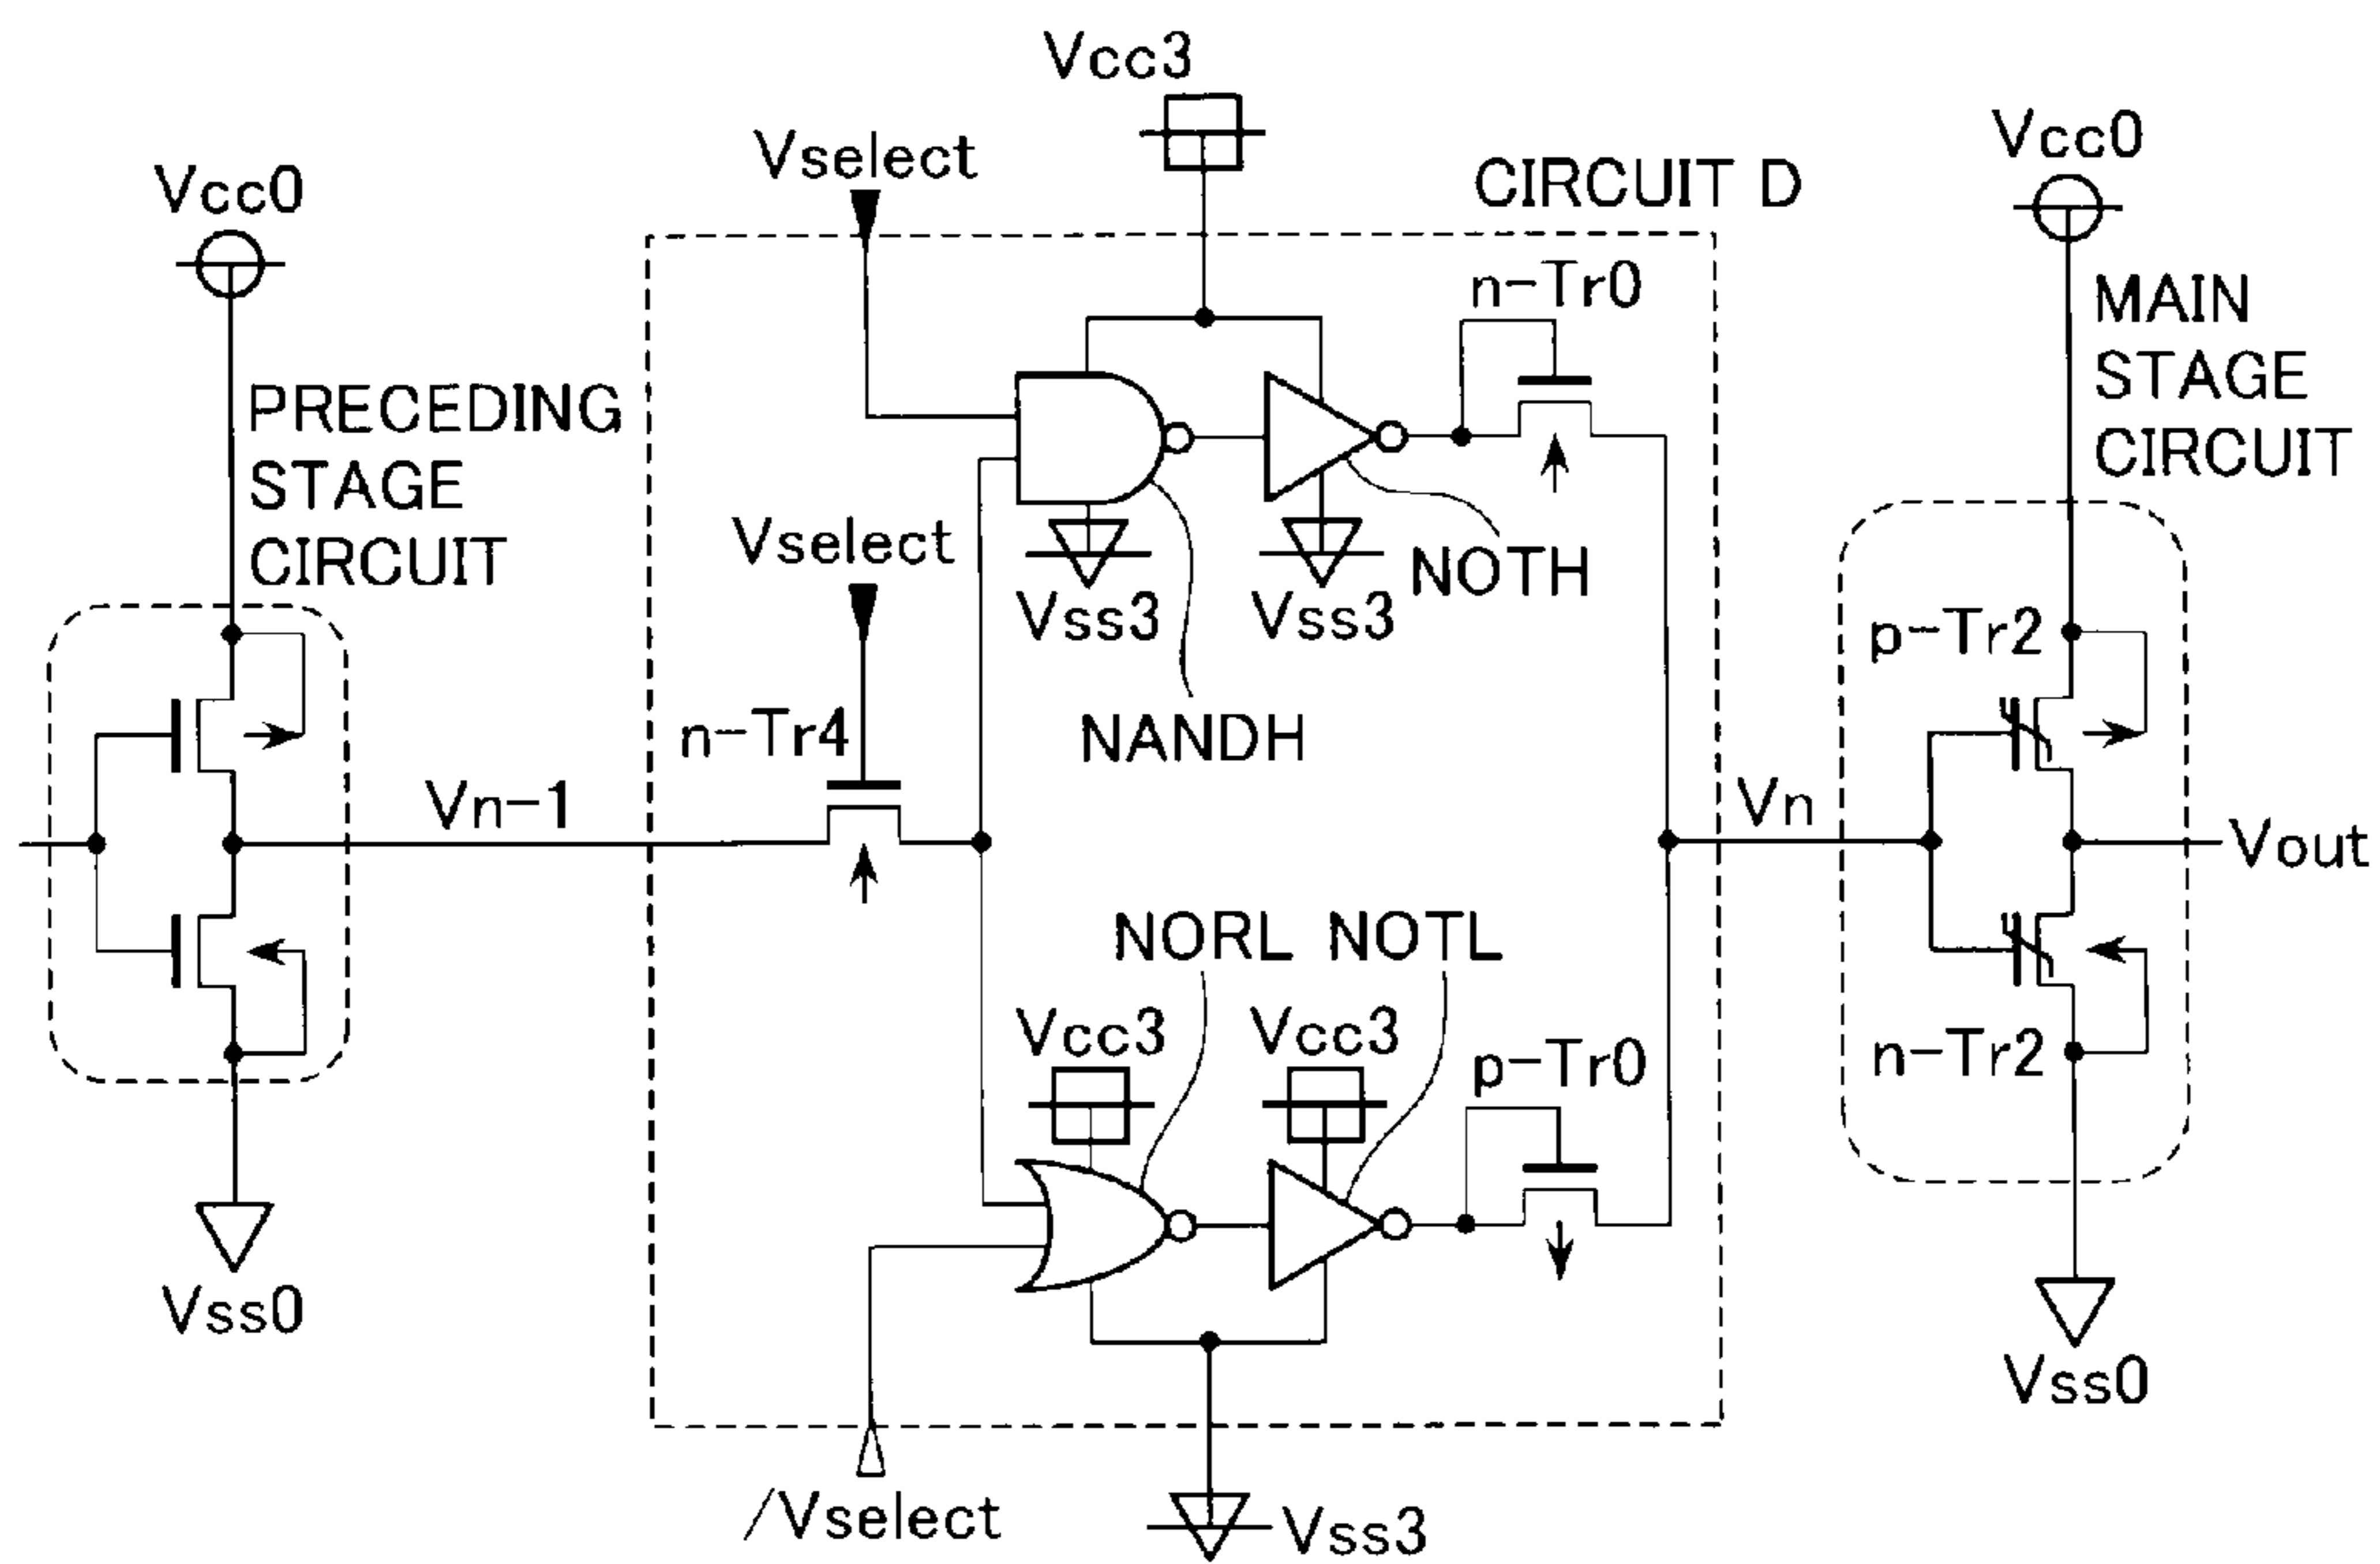 Vcc3
Vselect
CIRCUIT D
Vcc0
Vcc0
n-Tr0
MAIN
STAGE
CIRCUIT
PRECEDING
STAGE
CIRCUIT
Vselect
NOTH
Vss3
Vss3
p-Tr2
n-Tr4
NANDH
Vn-1
Vn
Vout
NORL
NOTL
Vcc3
Vcc3
p-Tr0
n-Tr2
Vss0
Vss0
/Vselect
Vss3